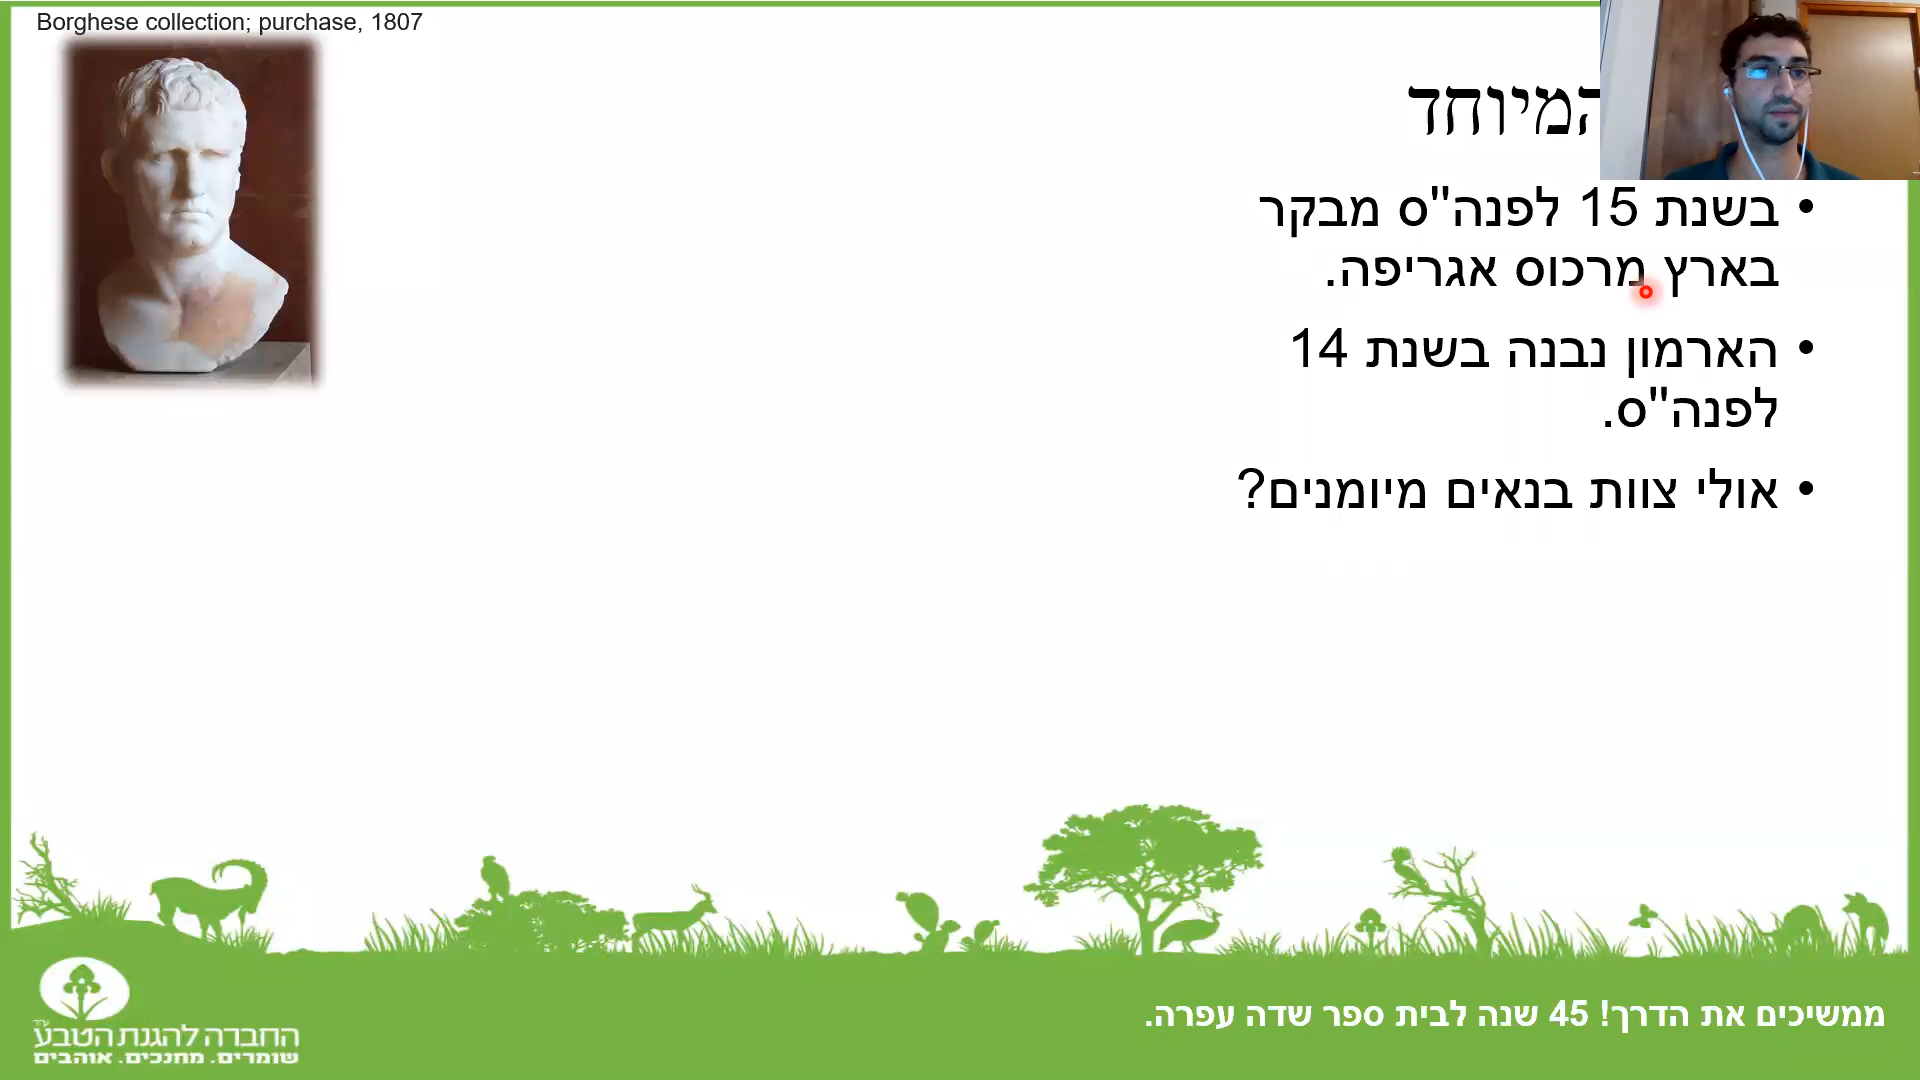 Borghese collection; purchase, 1807
המיוחד
• בשנת 15 לפנה"ס מבקר
בארץ מרכוס אגריפה.
• הארמון נבנה בשנת 14
לפנה"ס.
• אולי צוות בנאים מיומנים?
ממשיכים את הדרך! 45 שנה לבית ספר שדה עפרה.
החברה להגנת הטבע
שומרים. מחנכים. אוהבים